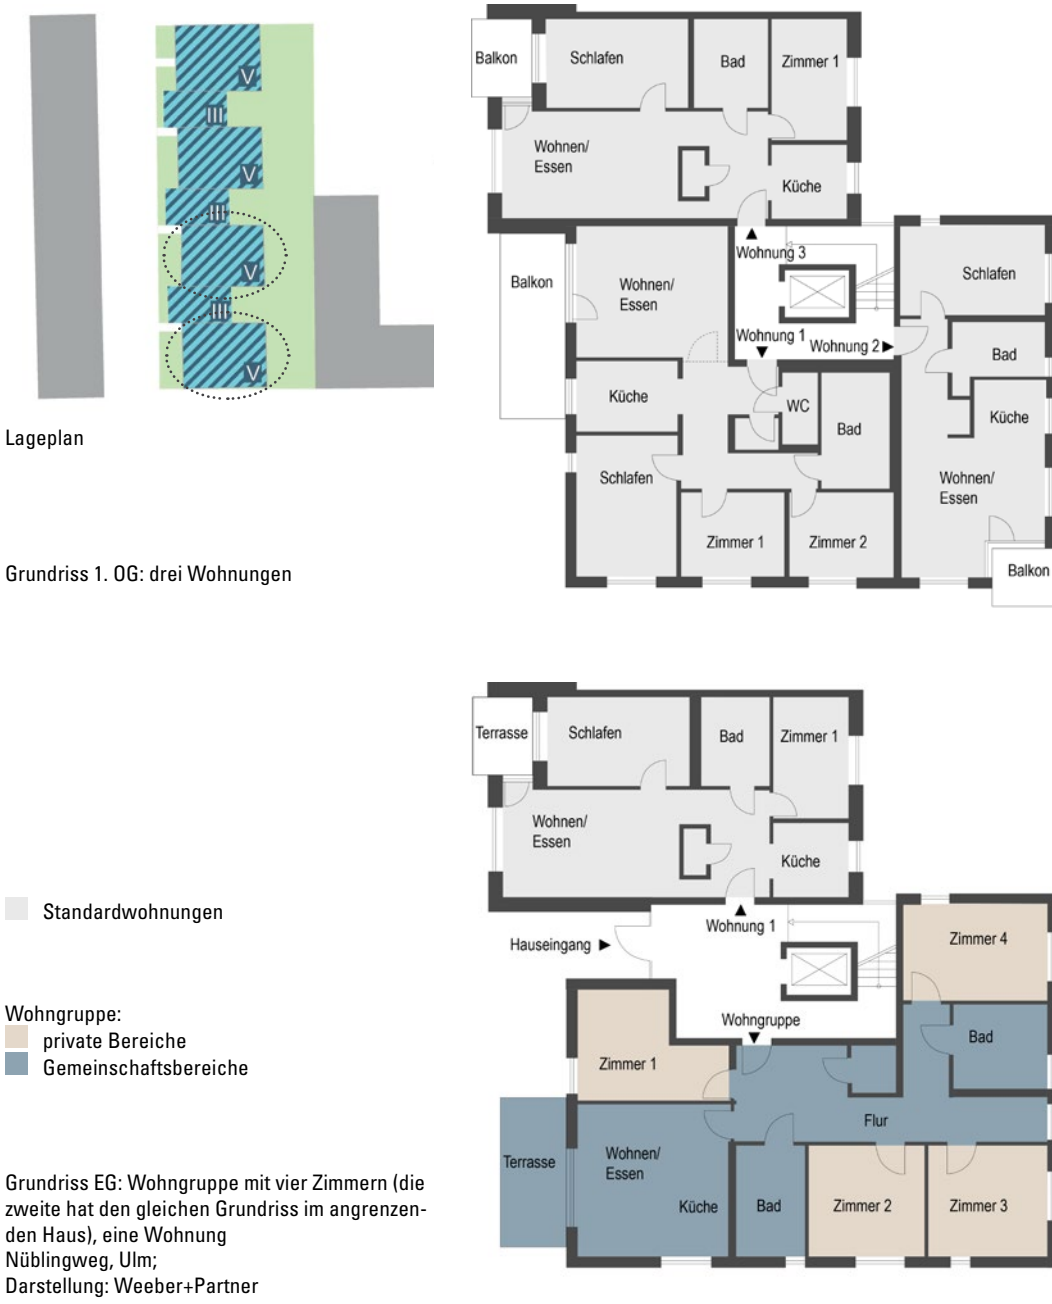 V
III
V
III
V
III
V
Lageplan
Grundriss 1. OG: drei Wohnungen
Balkon
Schlafen
Bad
Zimmer 1
Wohnen/
Essen
Küche
Wohnung 3
Balkon
Wohnen/
Essen
Schlafen
Wohnung 1
Wohnung 2
Bad
Küche
WC
Bad
Küche
Schlafen
Wohnen/
Essen
Zimmer 1
Zimmer 2
Balkon
Terrasse
Schlafen
Bad
Zimmer 1
Wohnen/
Essen
Küche
Wohnung 1
Hauseingang
Zimmer 4
Wohngruppe
Bad
Zimmer 1
Flur
Terrasse
Wohnen/
Essen
Küche
Bad
Zimmer 2
Zimmer 3
Standardwohnungen
Wohngruppe:
private Bereiche
Gemeinschaftsbereiche
Grundriss EG: Wohngruppe mit vier Zimmern (die
zweite hat den gleichen Grundriss im angrenzen-
den Haus), eine Wohnung
Nüblingweg, Ulm;
Darstellung: Weeber+Partner